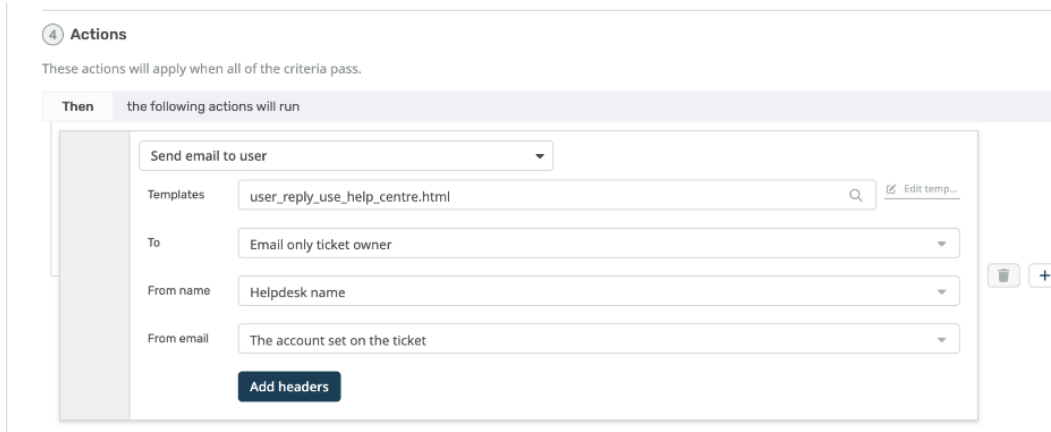 4 Actions
These actions will apply when all of the criteria pass.
Then the following actions will run
Send email to user
Templates user_reply_use_help_centre.html Edit temp...
To Email only ticket owner
From name Helpdesk name
From email The account set on the ticket
Add headers